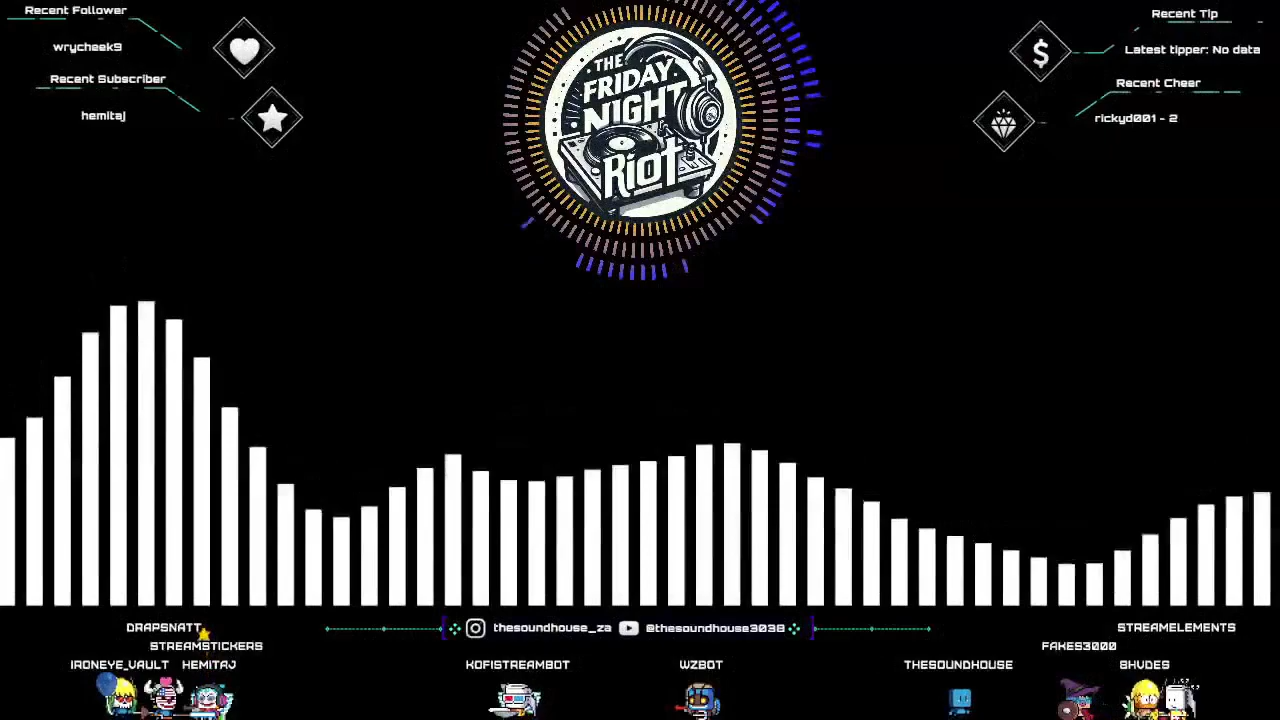 Recent Follower
wrycheek9
Recent Subscriber
hemitaj
THE
FRIDAY
NIGHT
RIOT
Recent Tip
Latest tipper: No data
Recent Cheer
rickyd001 - 2
thesoundhouse_za @thesoundhouse3038
DRAPSNATT
STREAMSTICKERS
IRONEYE_VAULT HEMITAJ
KOFISTREAMBOT
WZBOT
THESOUNDHOUSE
STREAMELEMENTS
FAKES3000
8HVDES